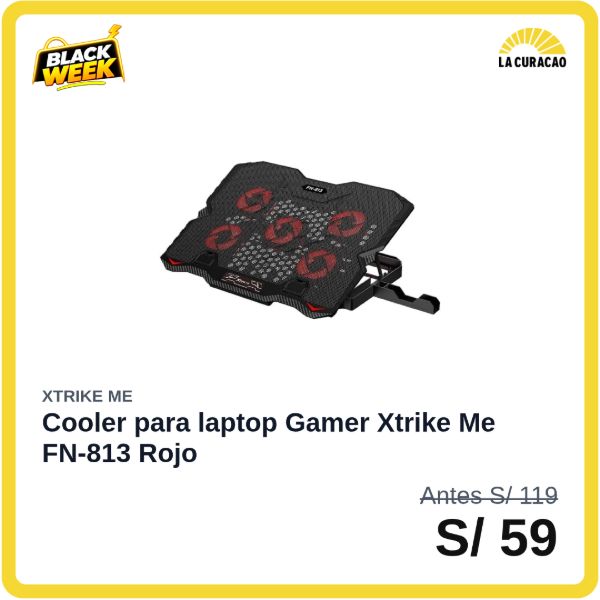 BLACK
WEEK
LA CURACAO
FN-813
XTRIKE ME
Cooler para laptop Gamer Xtrike Me
FN-813 Rojo
Antes S/ 119
S/ 59